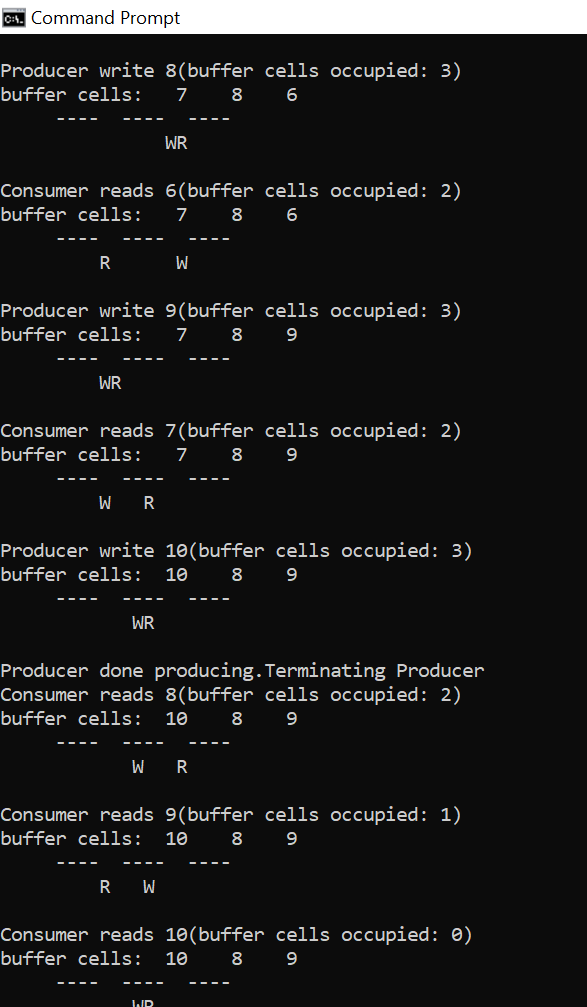 Command Prompt
Producer write 8(buffer cells occupied: 3)
buffer cells:   7    8    6
     ----  ----  ----
               WR
Consumer reads 6(buffer cells occupied: 2)
buffer cells:   7    8    6
     ----  ----  ----
         R      W
Producer write 9(buffer cells occupied: 3)
buffer cells:   7    8    9
     ----  ----  ----
         WR
Consumer reads 7(buffer cells occupied: 2)
buffer cells:   7    8    9
     ----  ----  ----
         W   R
Producer write 10(buffer cells occupied: 3)
buffer cells:  10    8    9
     ----  ----  ----
            WR
Producer done producing.Terminating Producer
Consumer reads 8(buffer cells occupied: 2)
buffer cells:  10    8    9
     ----  ----  ----
            W   R
Consumer reads 9(buffer cells occupied: 1)
buffer cells:  10    8    9
     ----  ----  ----
         R   W
Consumer reads 10(buffer cells occupied: 0)
buffer cells:  10    8    9
     ----  ----  ----
            WR